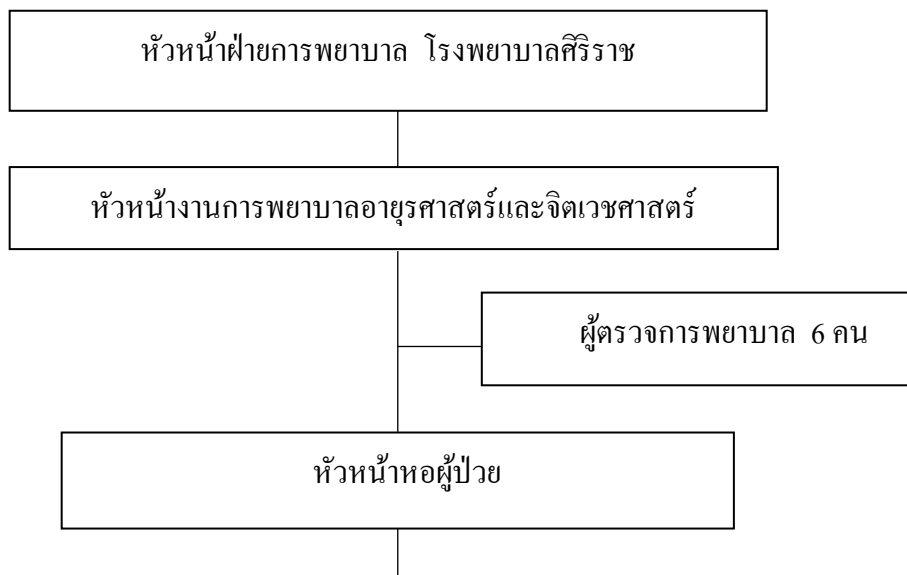 หัวหน้าฝ่ายการพยาบาล โรงพยาบาลศิริราช
หัวหน้างานการพยาบาลอายุรศาสตร์และจิตเวชศาสตร์
ผู้ตรวจการพยาบาล 6 คน
หัวหน้าหอผู้ป่วย